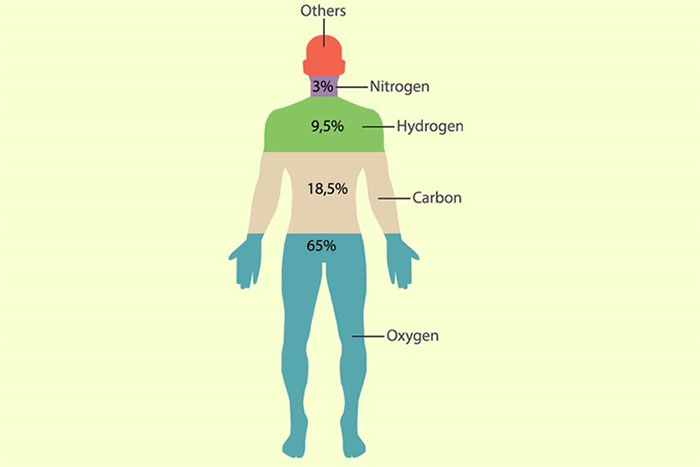 Others
3%
Nitrogen
9,5%
Hydrogen
18,5%
Carbon
65%
Oxygen